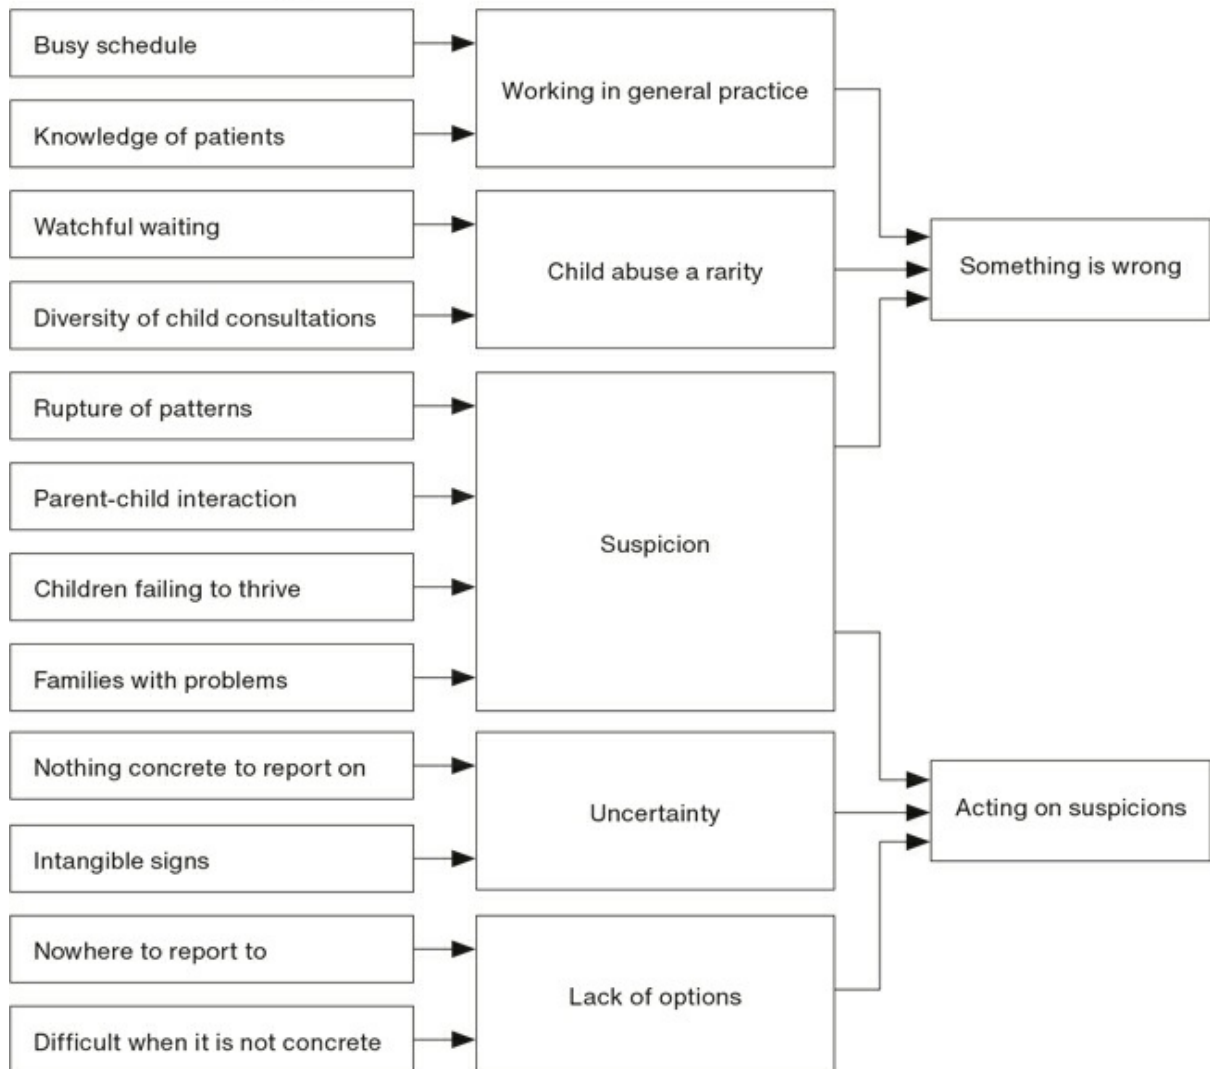 Busy schedule
Knowledge of patients
Watchful waiting
Diversity of child consultations
Rupture of patterns
Parent-child interaction
Children failing to thrive
Families with problems
Nothing concrete to report on
Intangible signs
Nowhere to report to
Difficult when it is not concrete
Working in general practice
Child abuse a rarity
Suspicion
Uncertainty
Lack of options
Something is wrong
Acting on suspicions